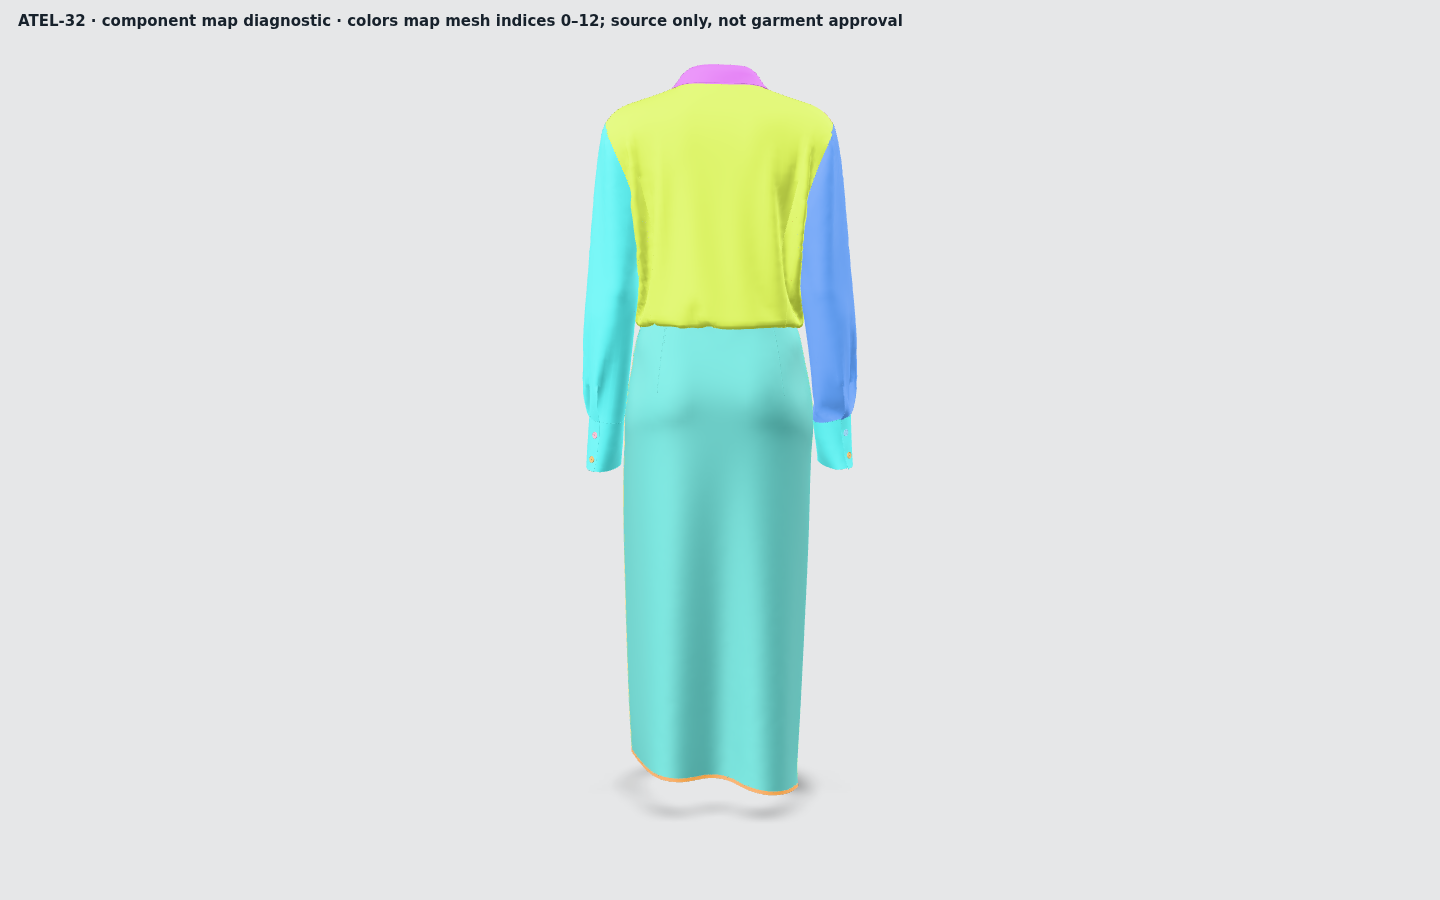 ATEL-32 · component map diagnostic · colors map mesh indices 0–12; source only, not garment approval